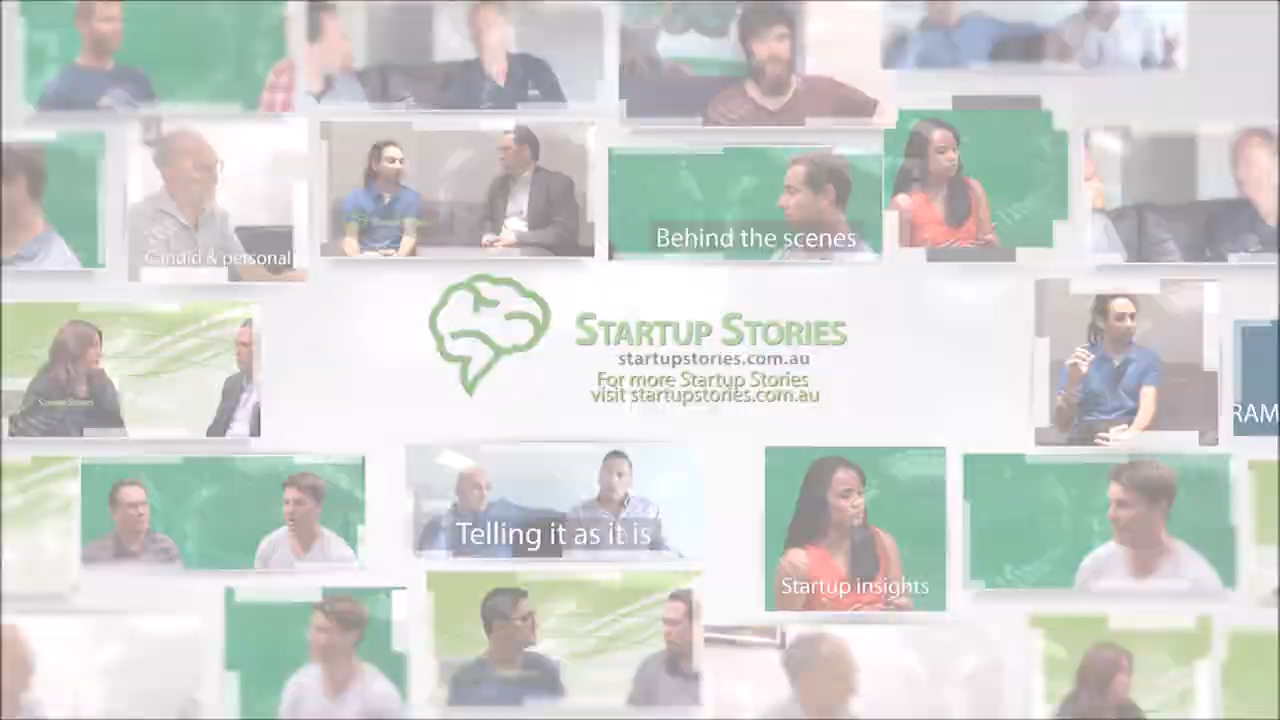 Behind the scenes
Candid & personal
STARTUP STORIES
startupstories.com.au
For more Startup Stories
visit startupstories.com.au
RAM
Telling it as it is
Startup insights